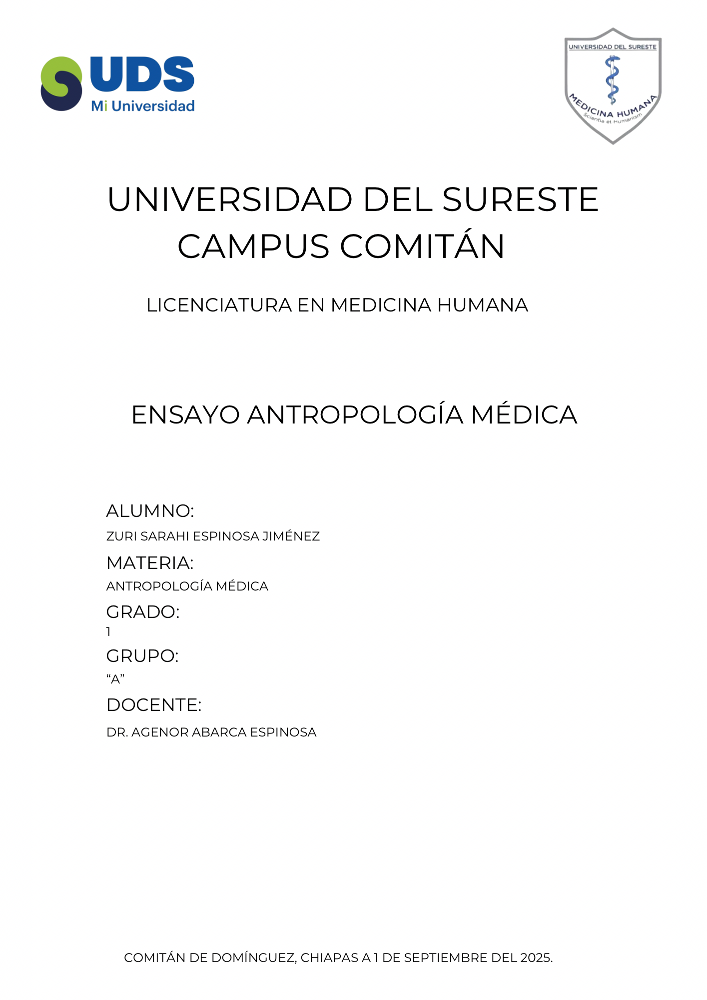 UDS
Mi Universidad
UNIVERSIDAD DEL SURESTE
MEDICINA HUMANA
Scientia et Humanism
UNIVERSIDAD DEL SURESTE
CAMPUS COMITÁN
LICENCIATURA EN MEDICINA HUMANA
ENSAYO ANTROPOLOGÍA MÉDICA
ALUMNO:
ZURI SARAHI ESPINOSA JIMÉNEZ
MATERIA:
ANTROPOLOGÍA MÉDICA
GRADO:
1
GRUPO:
“A”
DOCENTE:
DR. AGENOR ABARCA ESPINOSA
COMITÁN DE DOMÍNGUEZ, CHIAPAS A 1 DE SEPTIEMBRE DEL 2025.